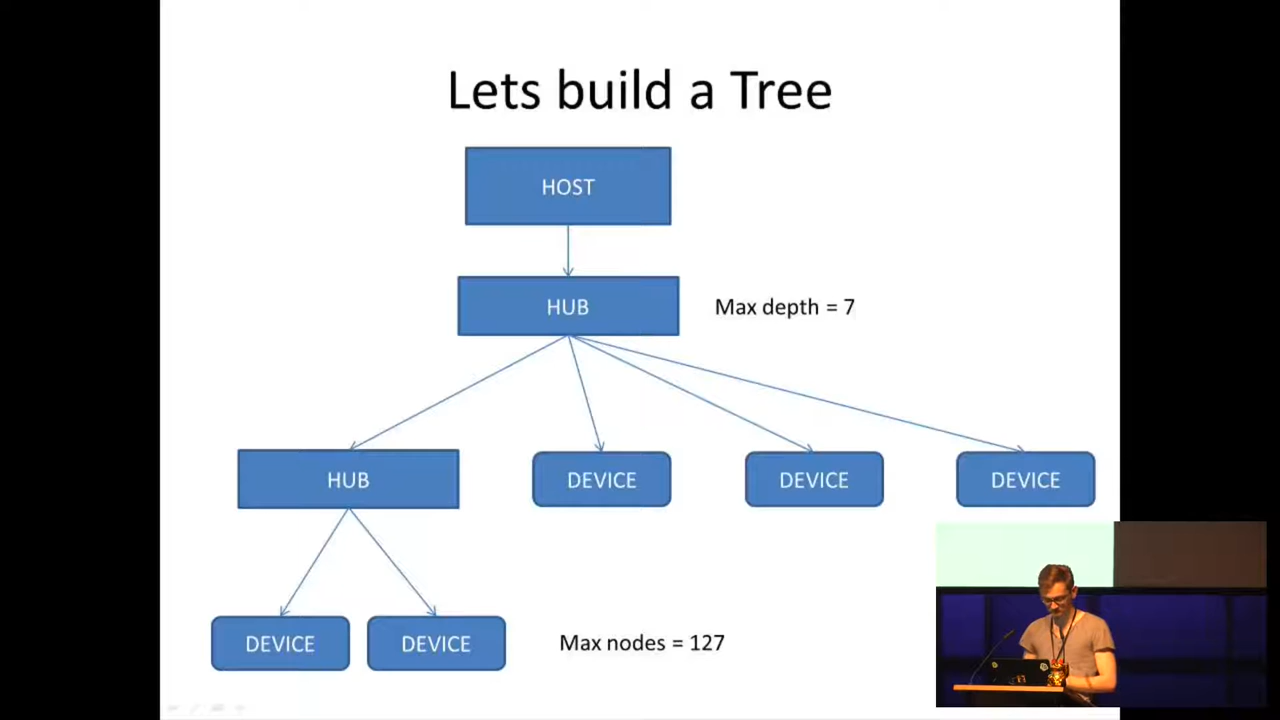 Lets build a Tree
HOST
HUB
Max depth = 7
HUB
DEVICE
DEVICE
DEVICE
DEVICE
DEVICE
Max nodes = 127